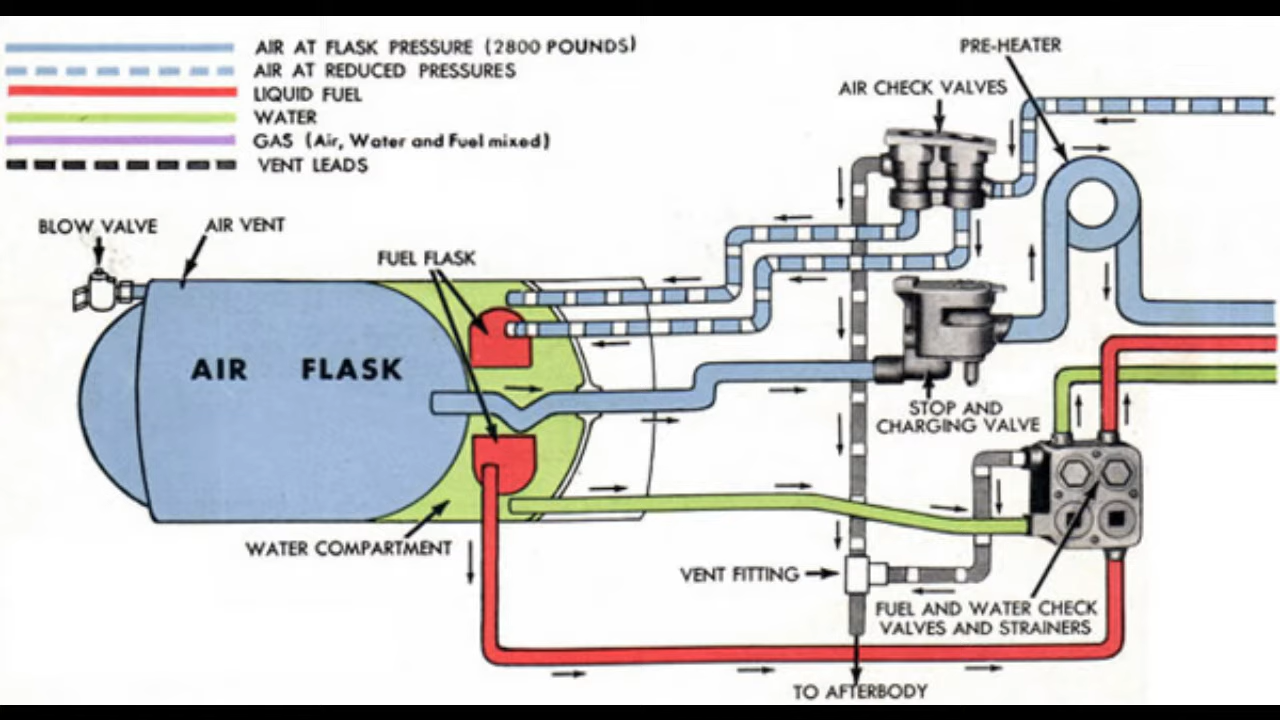 AIR AT FLASK PRESSURE (2800 POUNDS)
AIR AT REDUCED PRESSURES
LIQUID FUEL
WATER
GAS (Air, Water and Fuel mixed)
VENT LEADS
PRE-HEATER
AIR CHECK VALVES
BLOW VALVE
AIR VENT
FUEL FLASK
AIR FLASK
STOP AND
CHARGING VALVE
WATER COMPARTMENT
VENT FITTING
FUEL AND WATER CHECK
VALVES AND STRAINERS
TO AFTERBODY